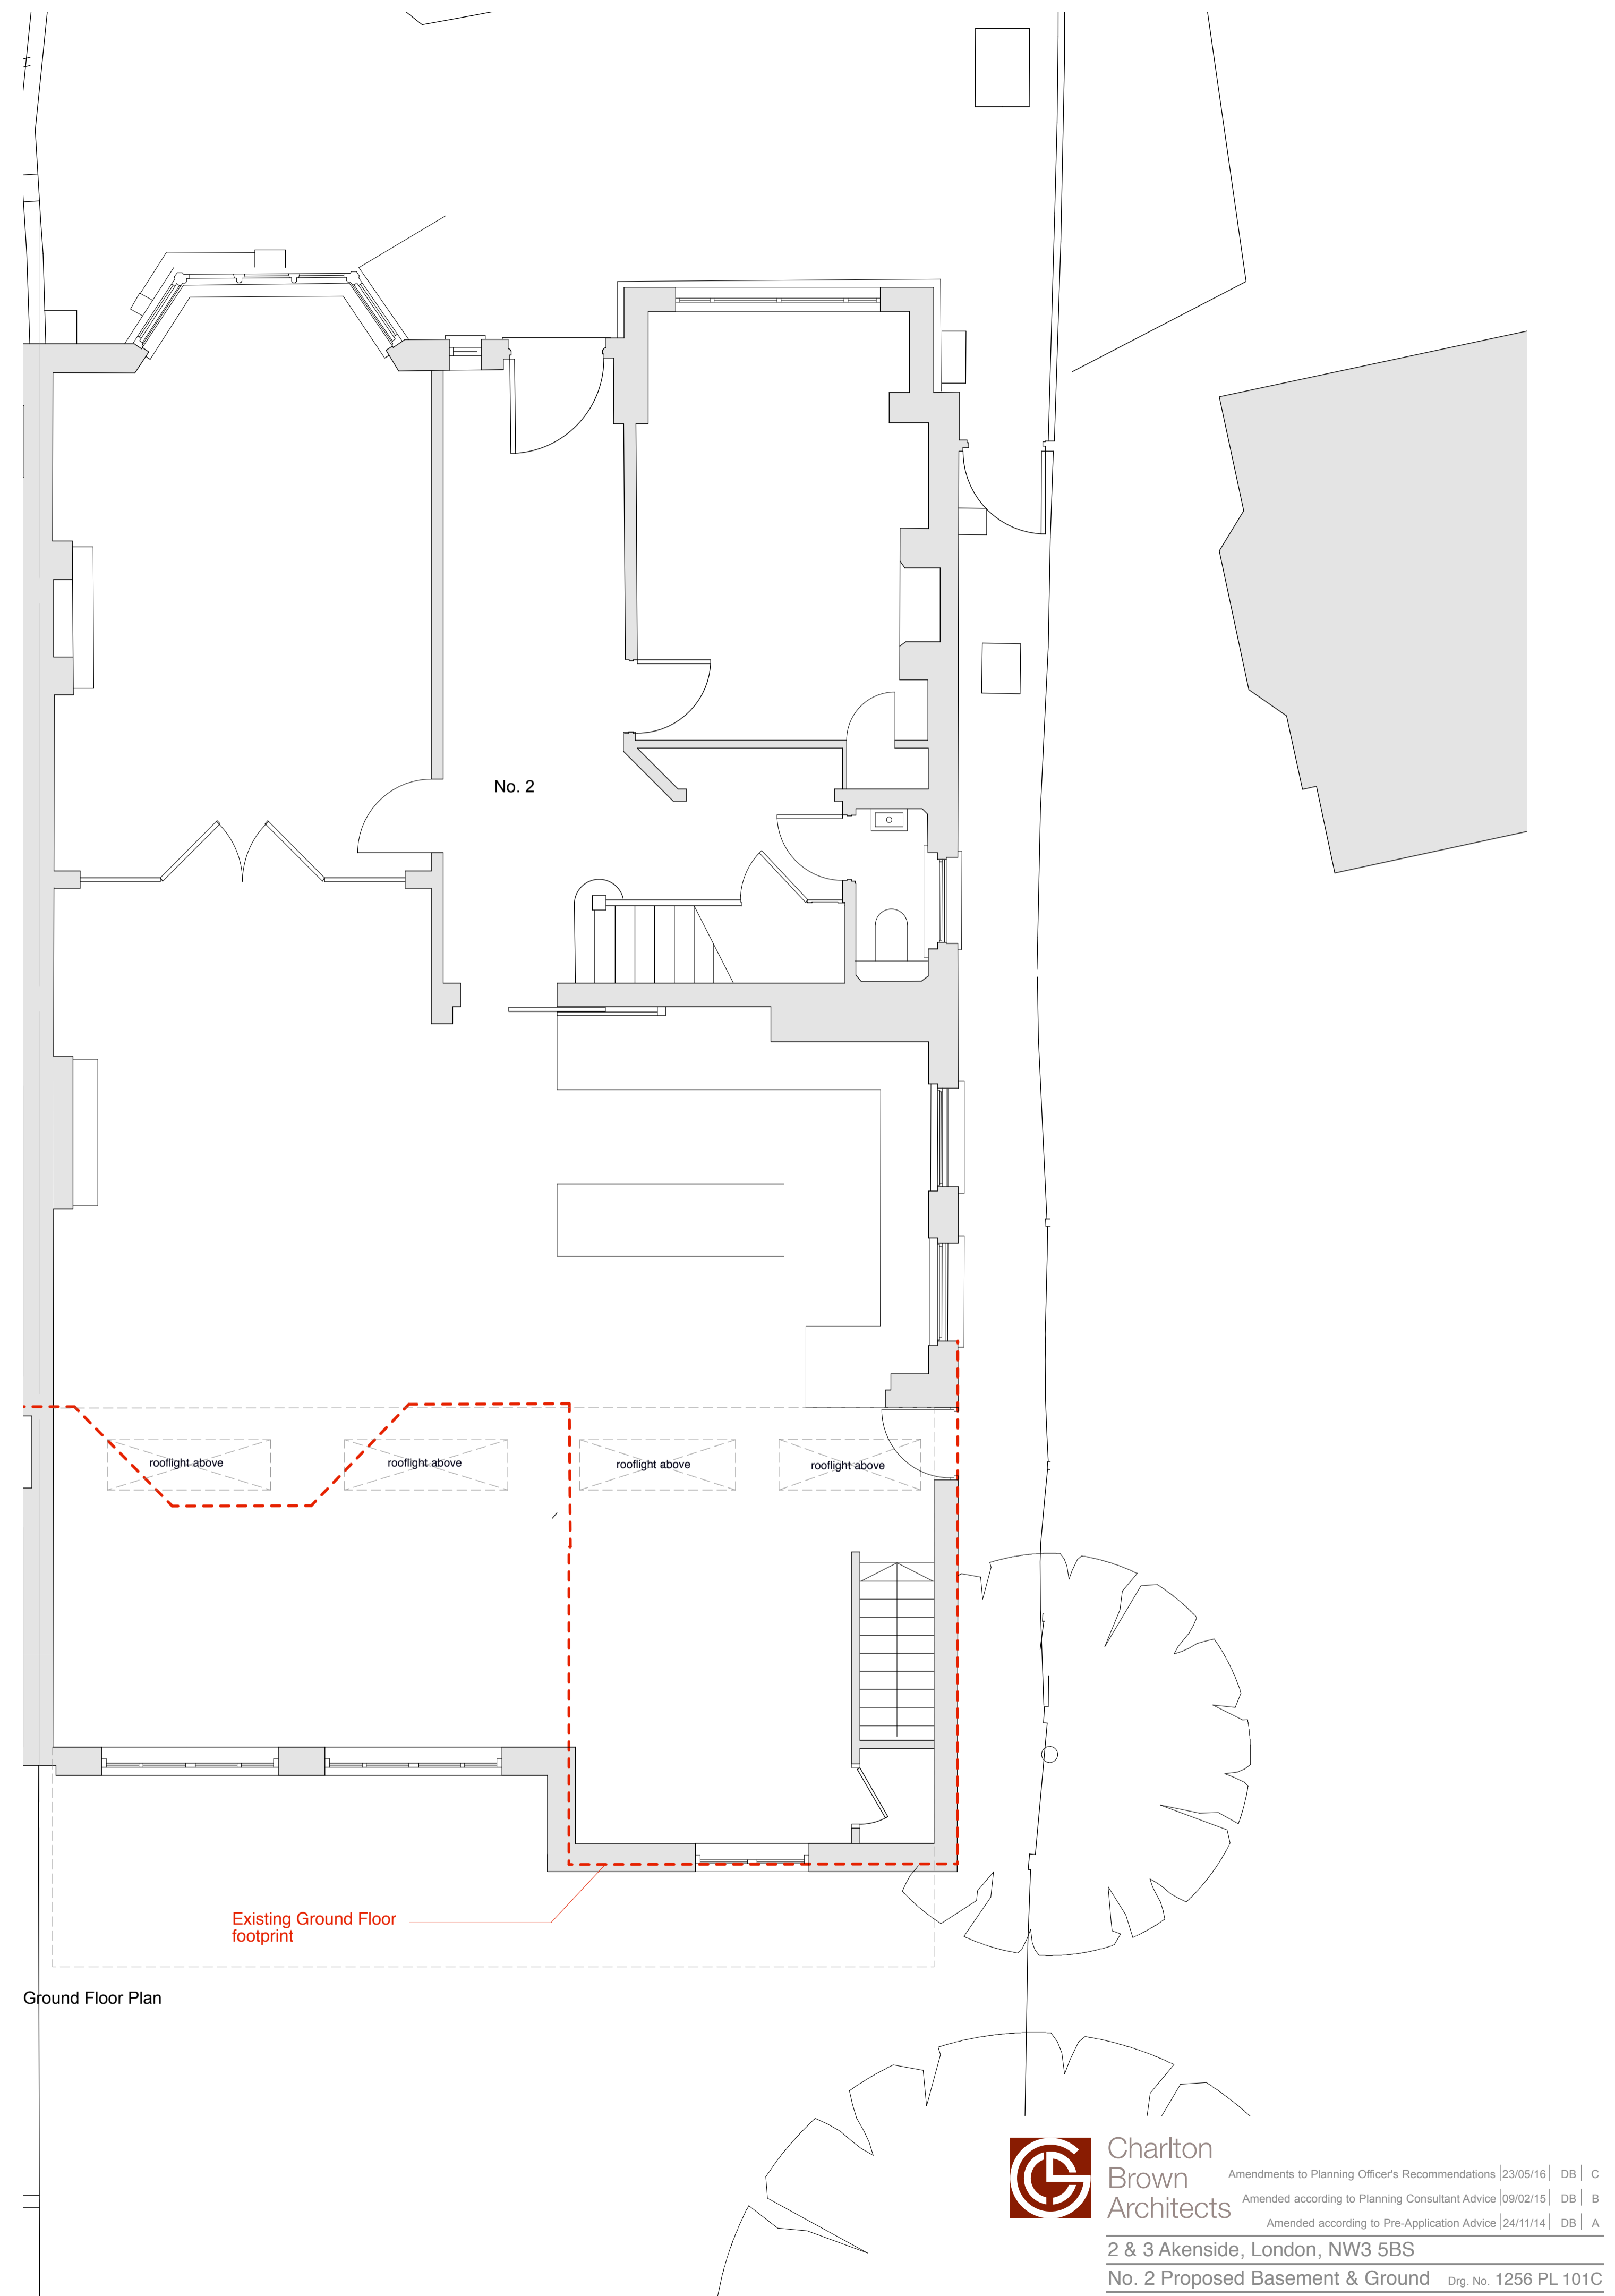 No. 2
rooflight above
rooflight above
rooflight above
rooflight above
Existing Ground Floor
footprint
Ground Floor Plan
Charlton
Brown
Architects
Amendments to Planning Officer's Recommendations 23/05/16 DB C
Amended according to Planning Consultant Advice 09/02/15 DB B
Amended according to Pre-Application Advice 24/11/14 DB A
2 & 3 Akenside, London, NW3 5BS
No. 2 Proposed Basement & Ground Drg. No. 1256 PL 101C